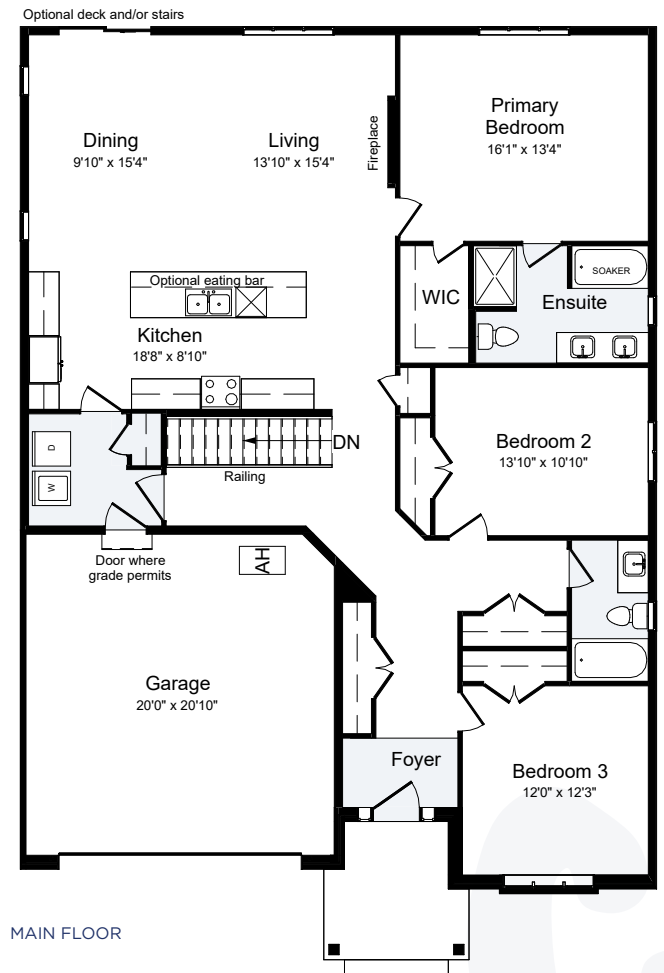 Optional deck and/or stairs
Dining
9'10" x 15'4"
Living
13'10" x 15'4"
Fireplace
Primary
Bedroom
16'1" x 13'4"
Optional eating bar
Kitchen
18'8" x 8'10"
WIC
Ensuite
SOAKER
D
W
DN
Railing
Bedroom 2
13'10" x 10'10"
Door where
grade permits
AH
Garage
20'0" x 20'10"
Foyer
Bedroom 3
12'0" x 12'3"
MAIN FLOOR